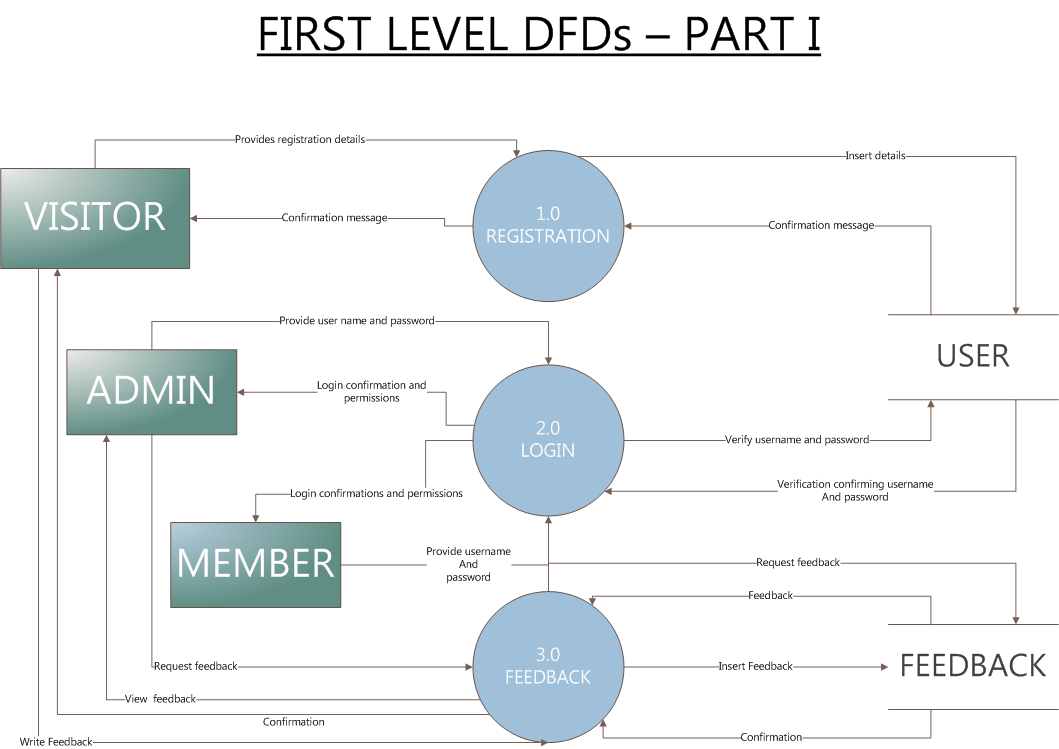 FIRST LEVEL DFDs – PART I
Provides registration details
Insert details
VISITOR
1.0
REGISTRATION
Confirmation message
Confirmation message
Provide user name and password
USER
ADMIN
Login confirmation and
permissions
2.0
LOGIN
Verify username and password
Verification confirming username
And password
Login confirmations and permissions
MEMBER
Provide username
And
password
Request feedback
Feedback
3.0
FEEDBACK
Request feedback
Insert Feedback
FEEDBACK
View feedback
Confirmation
Confirmation
Write Feedback